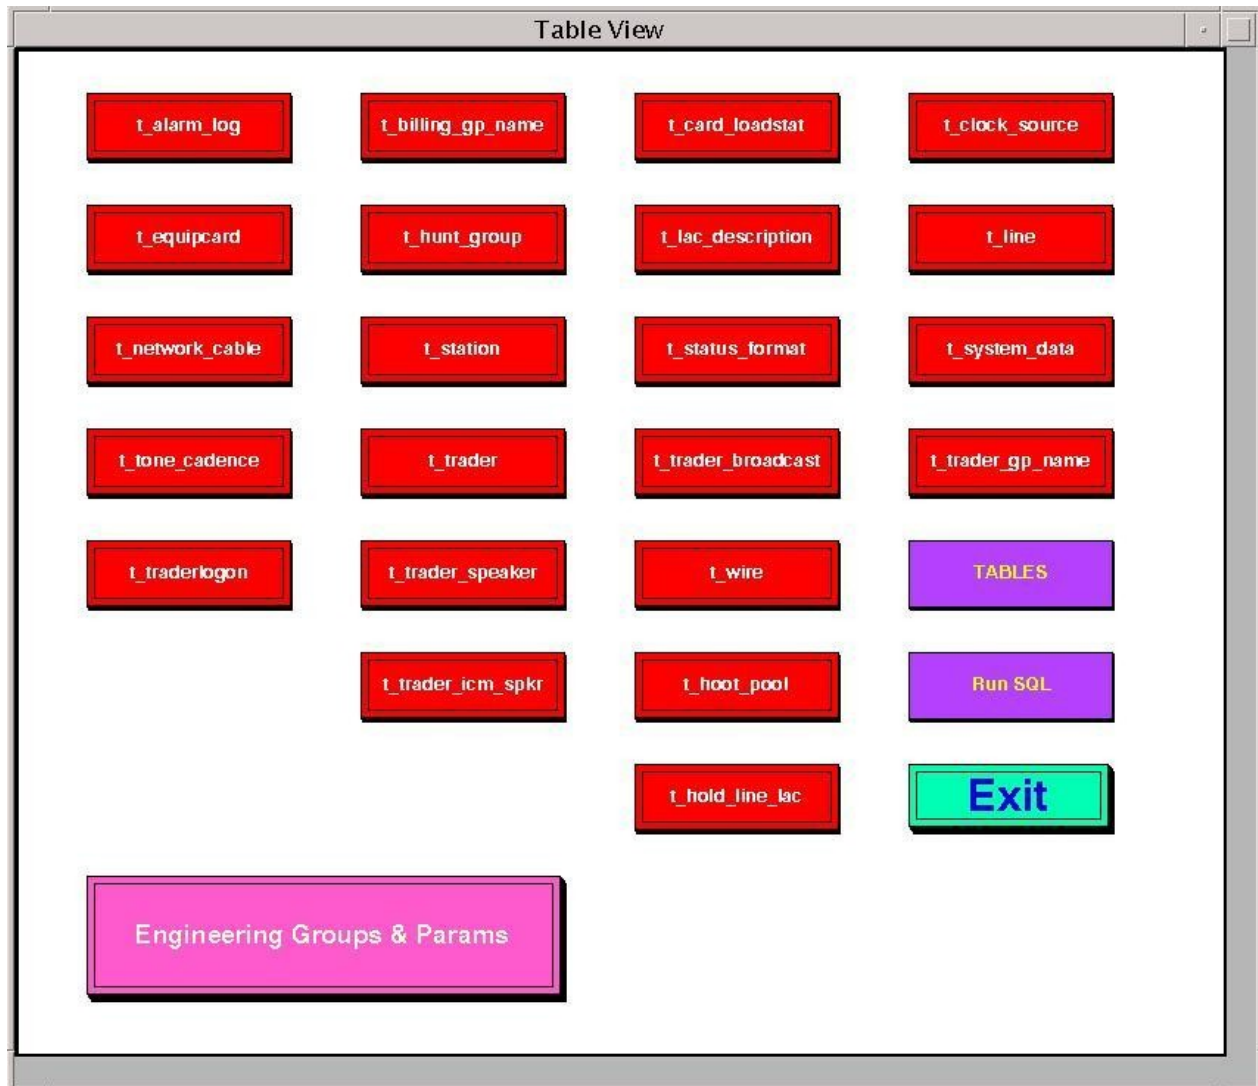 Table View
t_alarm_log
t_billing_gp_name
t_card_loadstat
t_clock_source
t_equipcard
t_hunt_group
t_lac_description
t_line
t_network_cable
t_station
t_status_format
t_system_data
t_tone_cadence
t_trader
t_trader_broadcast
t_trader_gp_name
t_traderlogon
t_trader_speaker
t_wire
TABLES
t_trader_icm_spkr
t_hoot_pool
Run SQL
t_hold_line_lac
Exit
Engineering Groups & Params